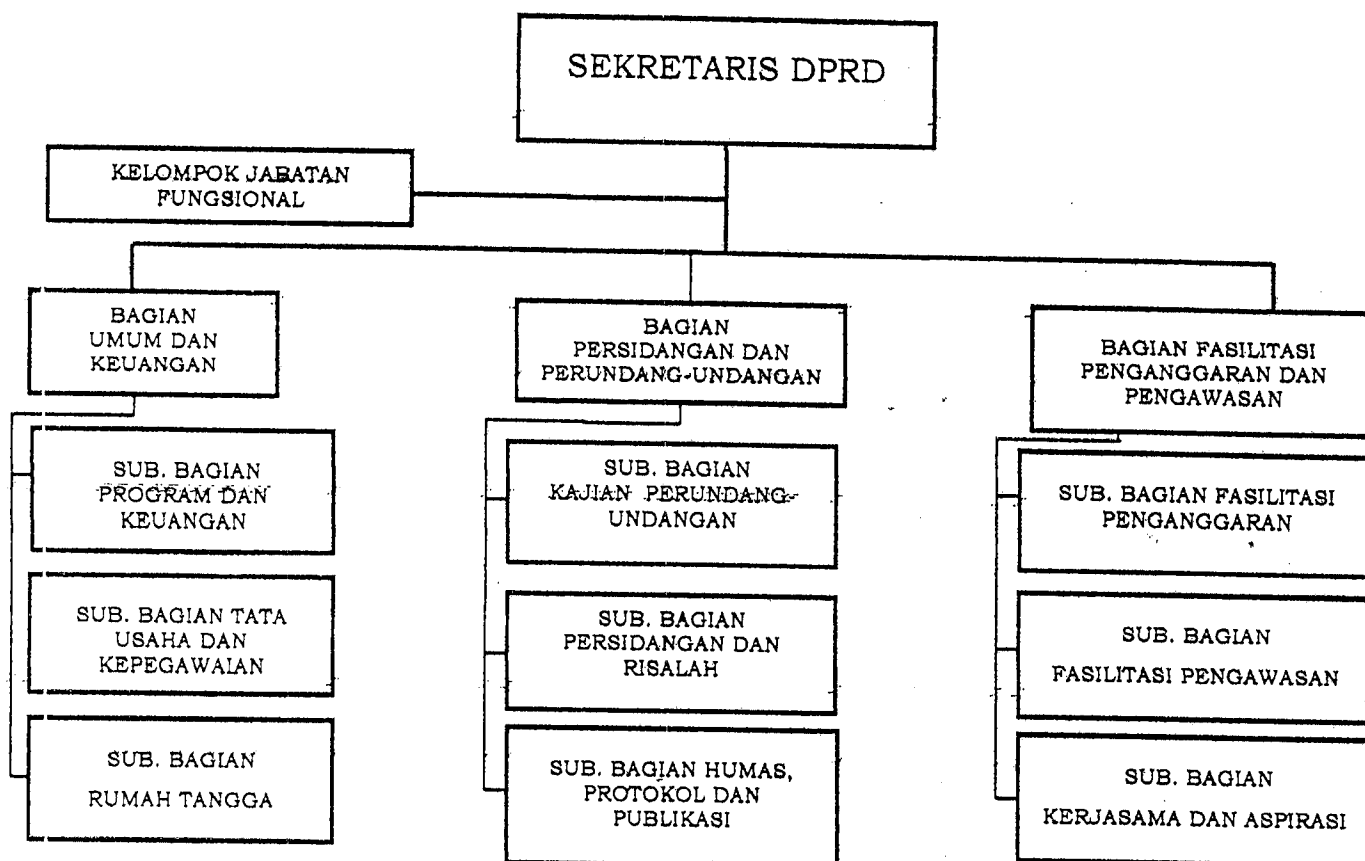 SEKRETARIS DPRD
KELOMPOK JABATAN
FUNGSIONAL
BAGIAN
UMUM DAN
KEUANGAN
BAGIAN
PERSIDANGAN DAN
PERUNDANG-UNDANGAN
BAGIAN FASILITASI
PENGANGGARAN DAN
PENGAWASAN
SUB. BAGIAN
PROGRAM DAN
KEUANGAN
SUB. BAGIAN
KAJIAN PERUNDANG-
UNDANGAN
SUB. BAGIAN FASILITASI
PENGANGGARAN
SUB. BAGIAN TATA
USAHA DAN
KEPEGAWAIAN
SUB. BAGIAN
PERSIDANGAN DAN
RISALAH
SUB. BAGIAN
FASILITASI PENGAWASAN
SUB. BAGIAN
RUMAH TANGGA
SUB. BAGIAN HUMAS,
PROTOKOL DAN
PUBLIKASI
SUB. BAGIAN
KERJASAMA DAN ASPIRASI